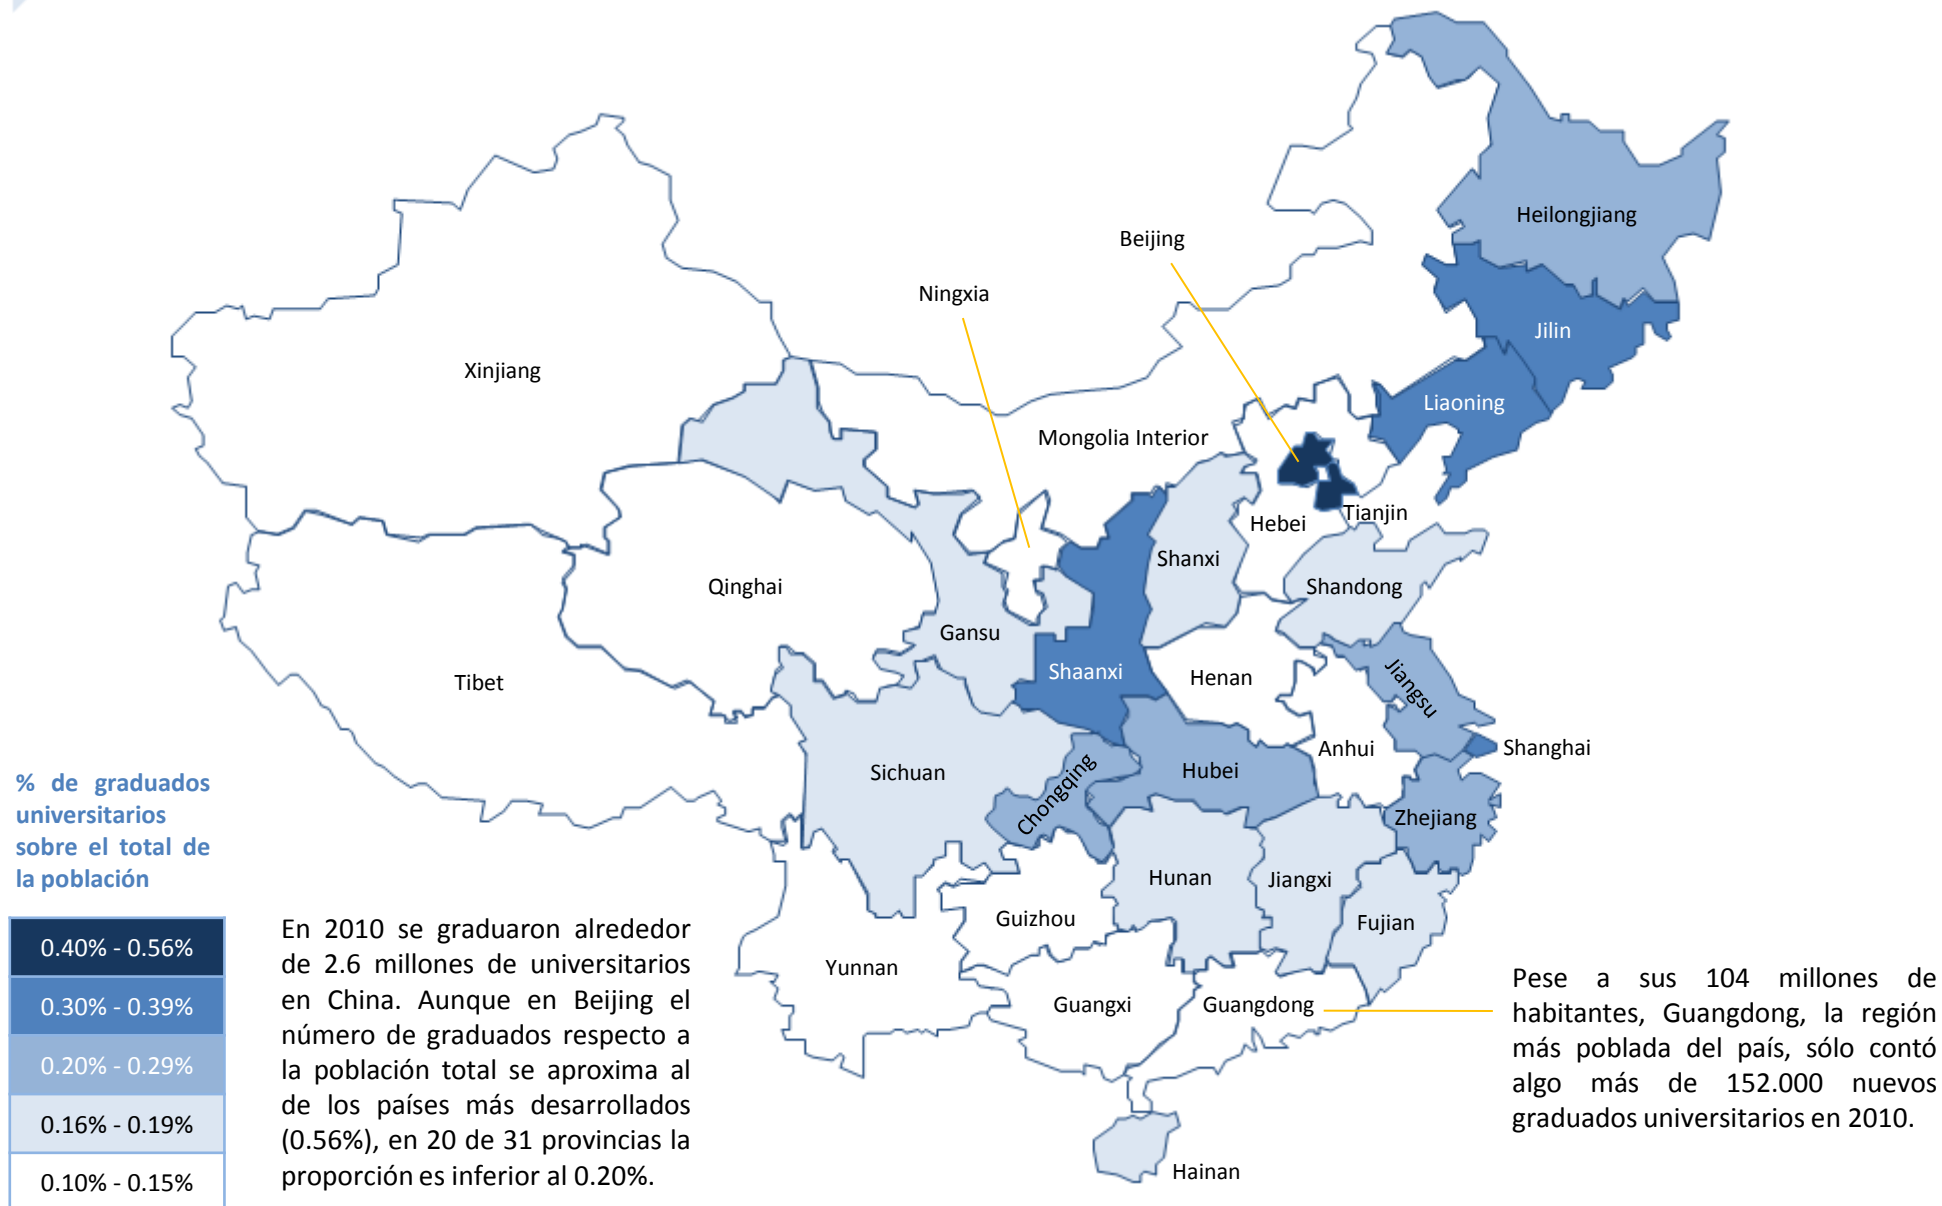 Heilongjiang
Beijing
Ningxia
Jilin
Xinjiang
Liaoning
Mongolia Interior
Tianjin
Hebei
Shanxi
Qinghai
Shandong
Gansu
Shaanxi
Henan
Tibet
Jiangsu
Anhui
Shanghai
Sichuan
Hubei
Chongqing
Zhejiang
Hunan
Jiangxi
Guizhou
Fujian
Yunnan
Guangxi
Guangdong
Hainan
% de graduados
universitarios
sobre el total de
la población
0.40% - 0.56%
0.30% - 0.39%
0.20% - 0.29%
0.16% - 0.19%
0.10% - 0.15%
En 2010 se graduaron alrededor
de 2.6 millones de universitarios
en China. Aunque en Beijing el
número de graduados respecto a
la población total se aproxima al
de los países más desarrollados
(0.56%), en 20 de 31 provincias la
proporción es inferior al 0.20%.
Pese a sus 104 millones de
habitantes, Guangdong, la región
más poblada del país, sólo contó
algo más de 152.000 nuevos
graduados universitarios en 2010.